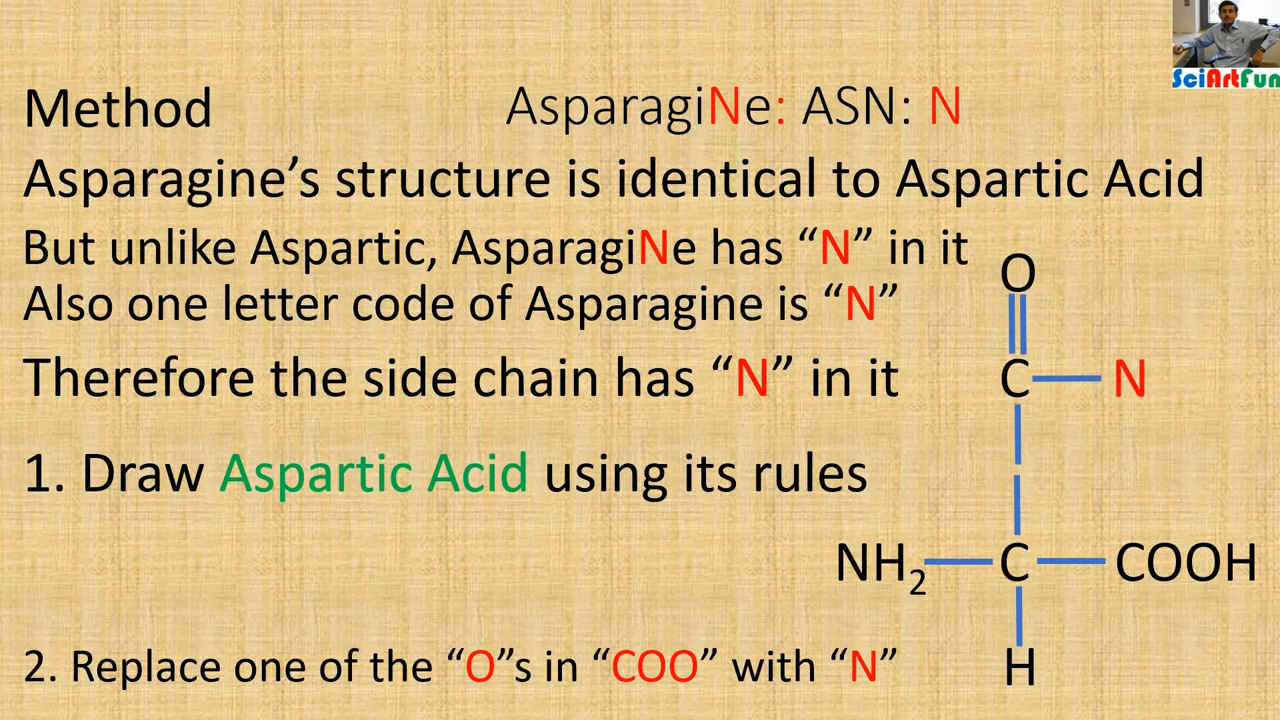 SciArtFun
Method
AsparagiNe: ASN: N
Asparagine’s structure is identical to Aspartic Acid
But unlike Aspartic, AsparagiNe has “N” in it
Also one letter code of Asparagine is “N”
Therefore the side chain has “N” in it
1. Draw Aspartic Acid using its rules
2. Replace one of the “O”s in “COO” with “N”
O
C N
NH₂ C COOH
H